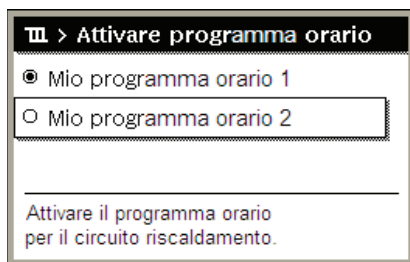 > Attivare programma orario
Mio programma orario 1
Mio programma orario 2
Attivare il programma orario
per il circuito riscaldamento.